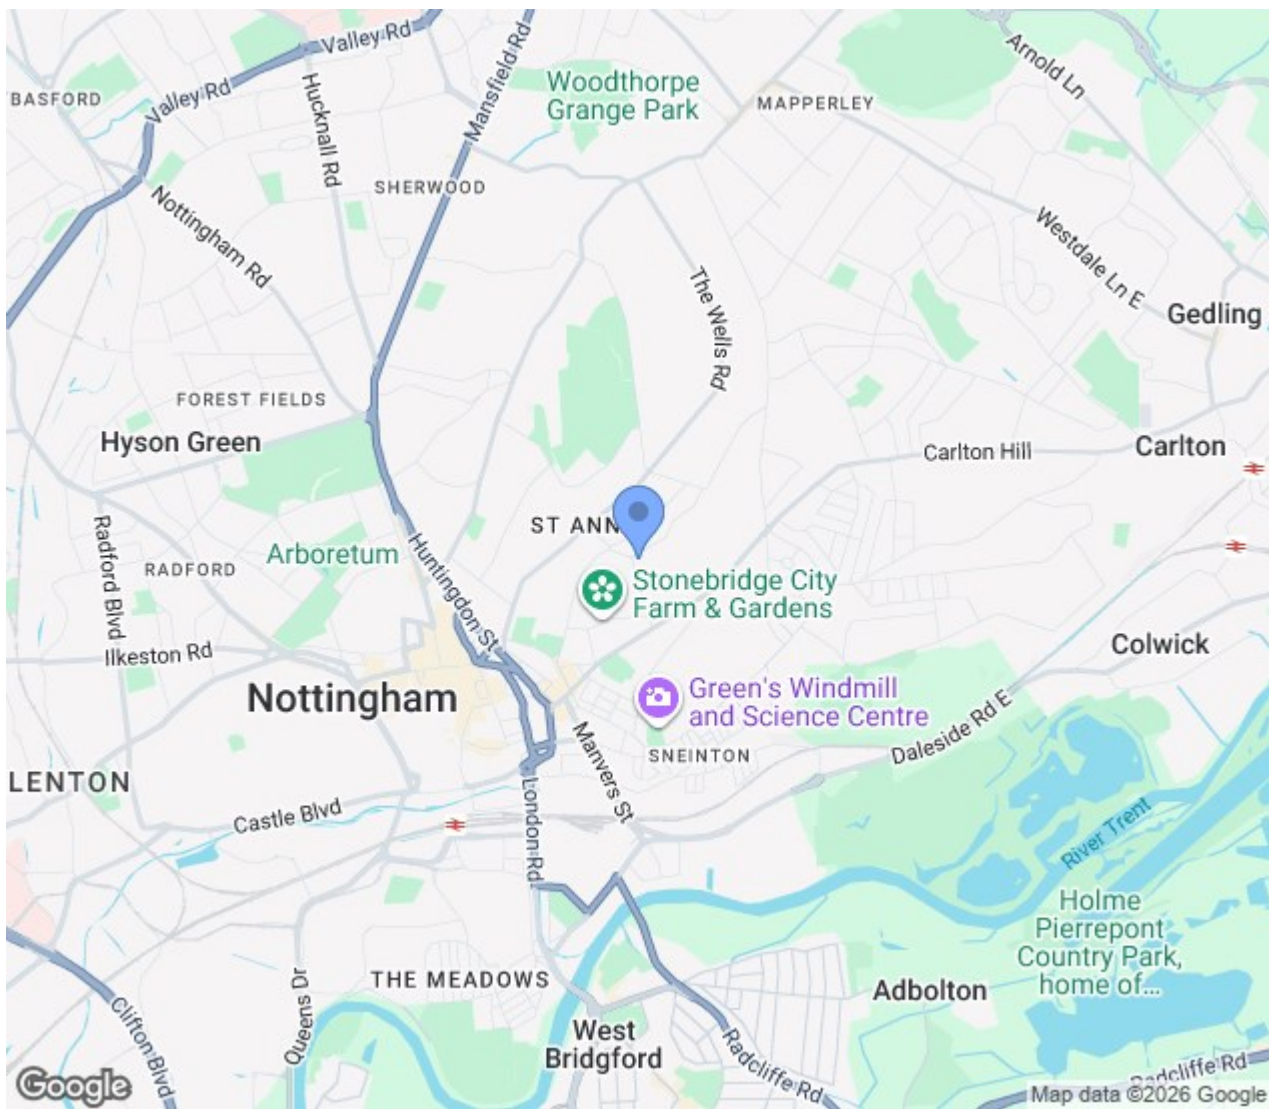 Valley Rd
BASFORD
Valley Rd
Hucknall Rd
Mansfield Rd
Woodthorpe
Grange Park
MAPPERLEY
Arnold Ln
SHERWOOD
Nottingham Rd
Westdale Ln E
The Wells Rd
Gedling
FOREST FIELDS
Hyson Green
Carlton Hill
Carlton
ST ANN
Radford Blvd
Arboretum
RADFORD
Huntingdon St
Stonebridge City
Farm & Gardens
Ilkeston Rd
Colwick
Nottingham
Green's Windmill
and Science Centre
Manvers St
SNEINTON
Daleside Rd E
LENTON
Castle Blvd
London Rd
River Trent
Holme
Pierrepont
Country Park,
home of...
THE MEADOWS
Adbolton
Queens Dr
Clifton Blvd
West
Bridgford
Radcliffe Rd
Radcliffe Rd
Google
Map data ©2026 Google